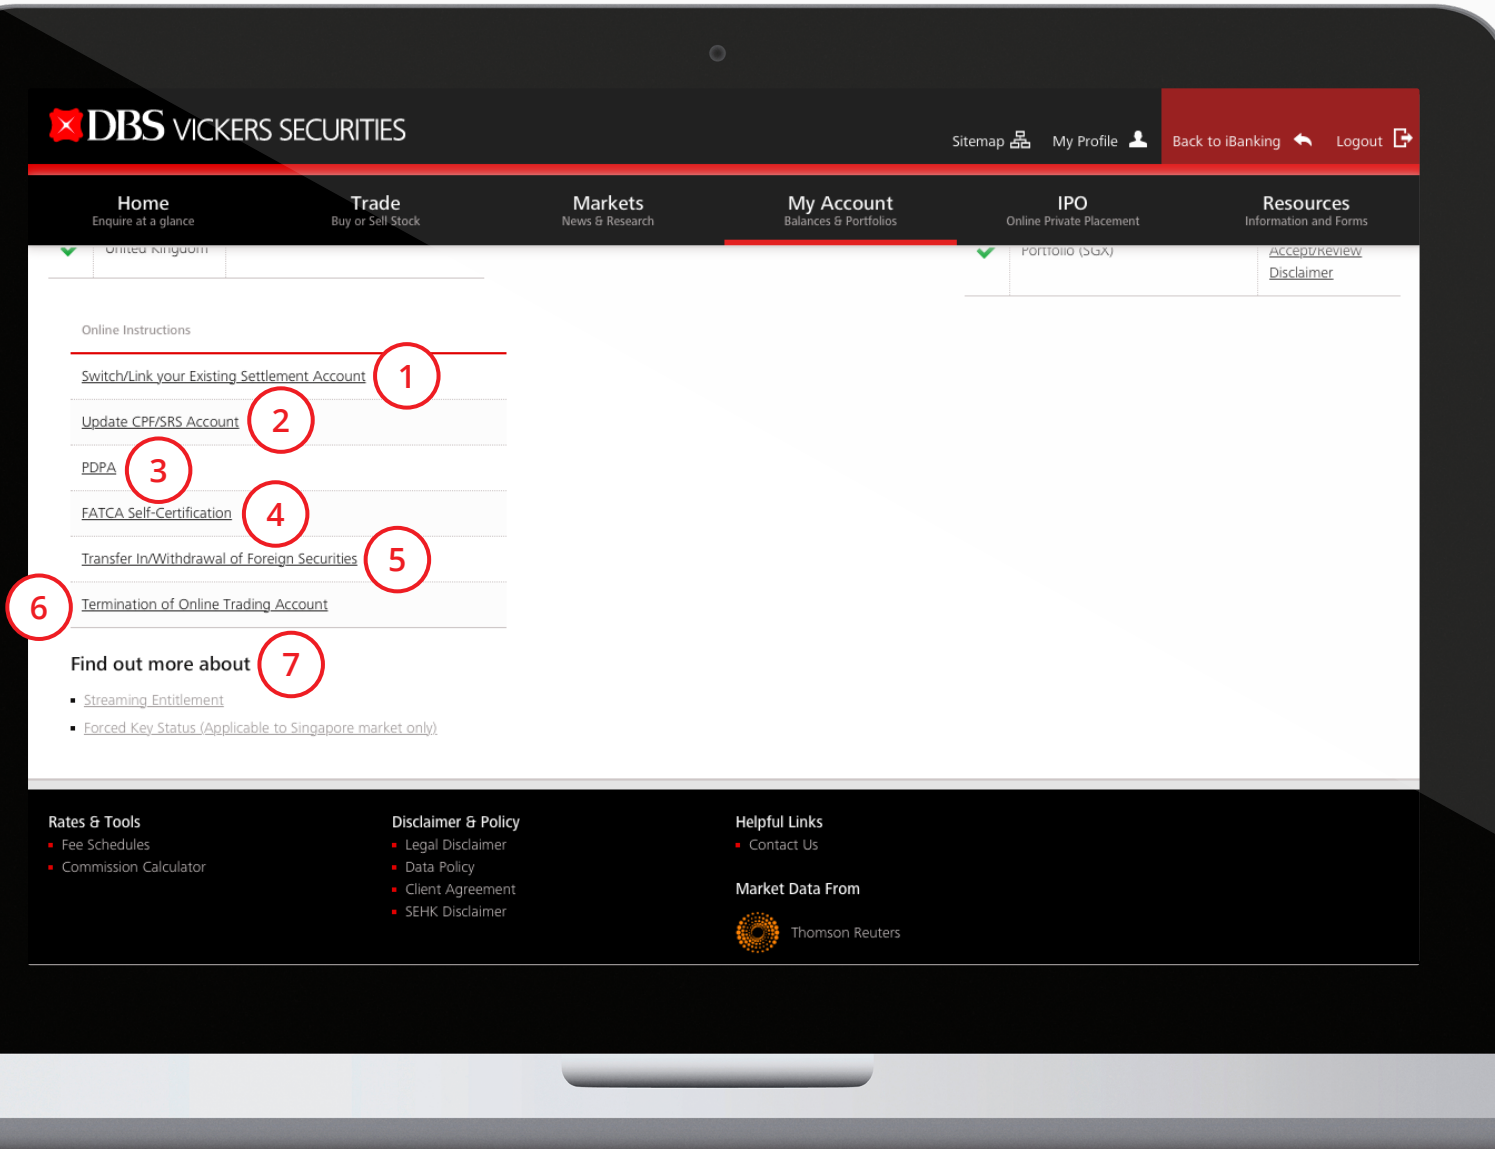 DBS VICKERS SECURITIES
Sitemap My Profile Back to iBanking Logout
Home Trade Markets My Account IPO Resources
Enquire at a glance Buy or Sell Stock News & Research Balances & Portfolios Online Private Placement Information and Forms
United Kingdom
Portfolio (SGX) Accept/Review
Disclaimer
Online Instructions
Switch/Link your Existing Settlement Account 1
Update CPF/SRS Account 2
PDPA 3
FATCA Self-Certification 4
Transfer In/Withdrawal of Foreign Securities 5
6 Termination of Online Trading Account
Find out more about 7
Streaming Entitlement
Forced Key Status (Applicable to Singapore market only)
Rates & Tools
Fee Schedules
Commission Calculator
Disclaimer & Policy
Legal Disclaimer
Data Policy
Client Agreement
SEHK Disclaimer
Helpful Links
Contact Us
Market Data From
Thomson Reuters